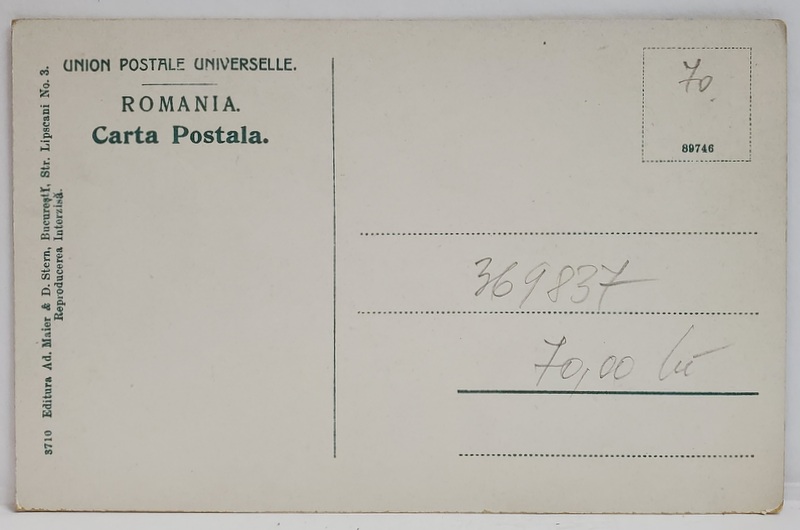 UNION POSTALE UNIVERSELLE.
ROMANIA.
Carta Postala.
3710 Editura Ad. Maier & D. Stern, Bucureștĭ, Str. Lipscani No. 3.
Reproducerea Interzisă.
70
89746
369837
70,00 lei